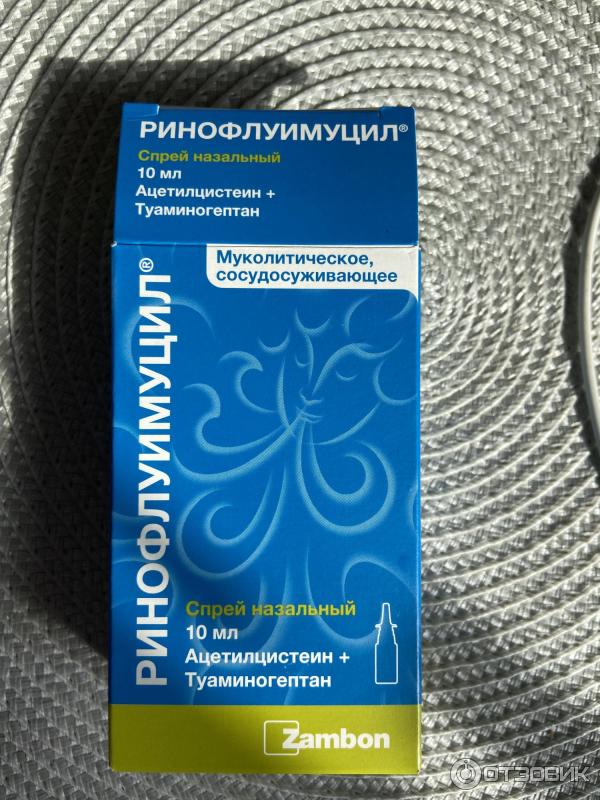 РИНОФЛУИМУЦИЛ®
Спрей назальный
10 мл
Ацетилцистеин +
Туаминогептан
Муколитическое,
сосудосуживающее
РИНОФЛУИМУЦИЛ®
Спрей назальный
10 мл
Ацетилцистеин +
Туаминогептан
Zambon
ОТЗОВИК